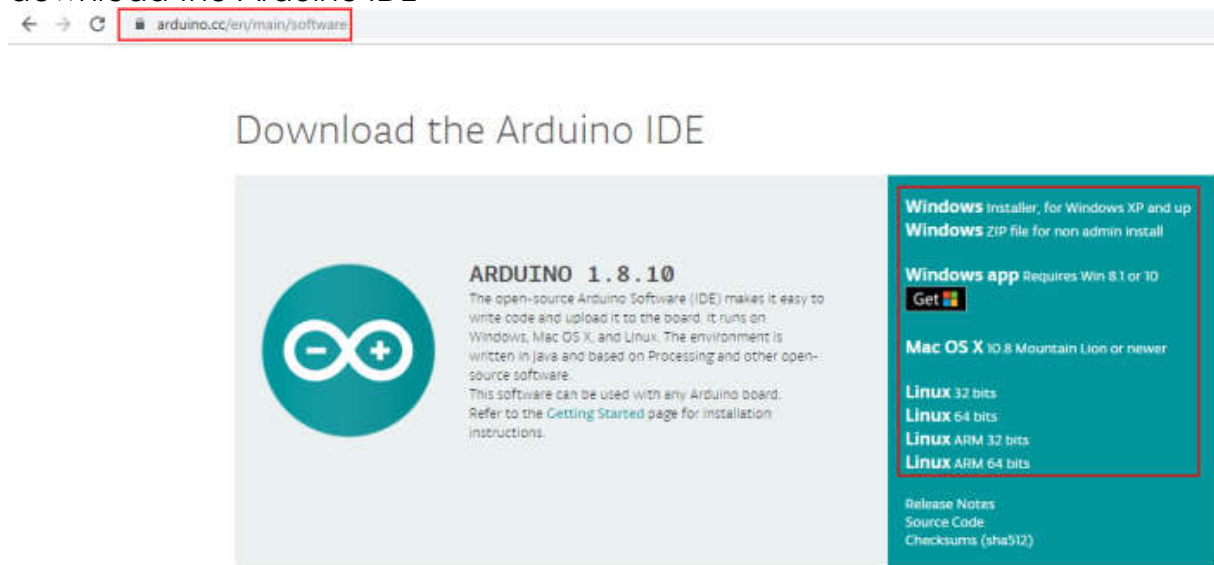 download the Arduino IDE
arduino.cc/en/main/software
Download the Arduino IDE
ARDUINO 1.8.10
The open-source Arduino Software (IDE) makes it easy to
write code and upload it to the board. It runs on
Windows, Mac OS X, and Linux. The environment is
written in Java and based on Processing and other open-
source software.
This software can be used with any Arduino board.
Refer to the Getting Started page for installation
instructions.
Windows Installer, for Windows XP and up
Windows ZIP file for non admin install
Windows app Requires Win 8.1 or 10
Get
Mac OS X 10.8 Mountain Lion or newer
Linux 32 bits
Linux 64 bits
Linux ARM 32 bits
Linux ARM 64 bits
Release Notes
Source Code
Checksums (sha512)